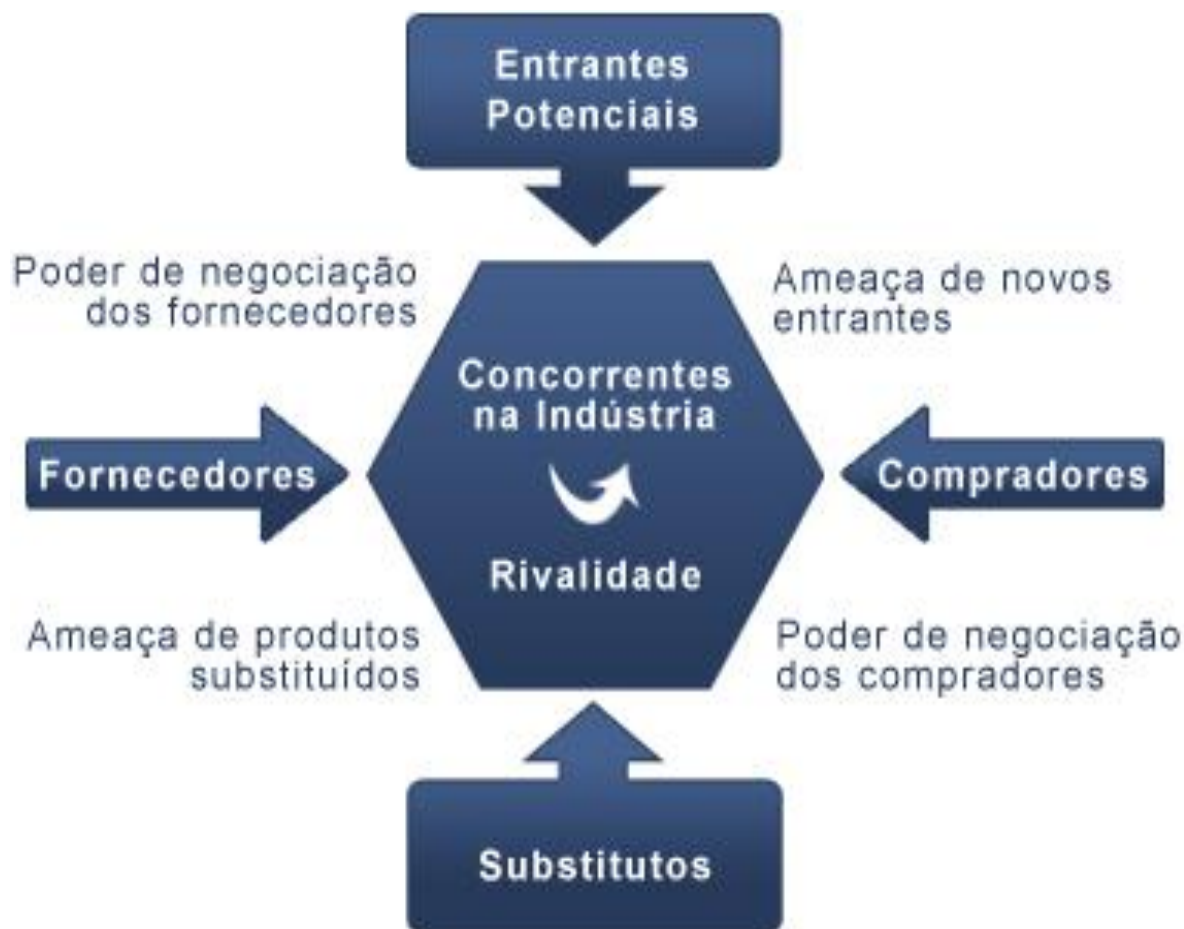 Entrantes
Potenciais
Poder de negociação
dos fornecedores
Ameaça de novos
entrantes
Concorrentes
na Indústria
Fornecedores
Compradores
Rivalidade
Ameaça de produtos
substituídos
Poder de negociação
dos compradores
Substitutos